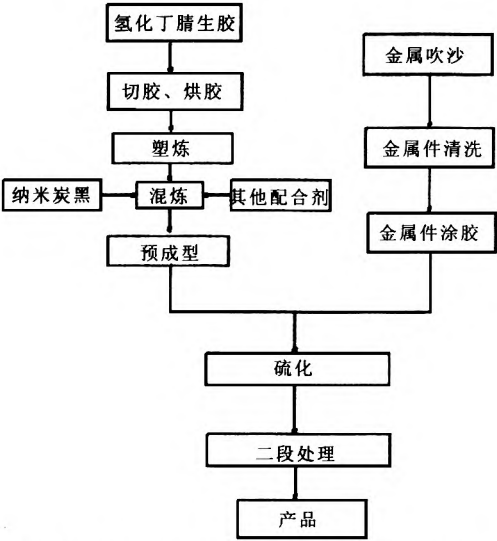 氢化丁腈生胶
切胶、烘胶
塑炼
纳米炭黑
混炼
其他配合剂
预成型
金属吹沙
金属件清洗
金属件涂胶
硫化
二段处理
产品